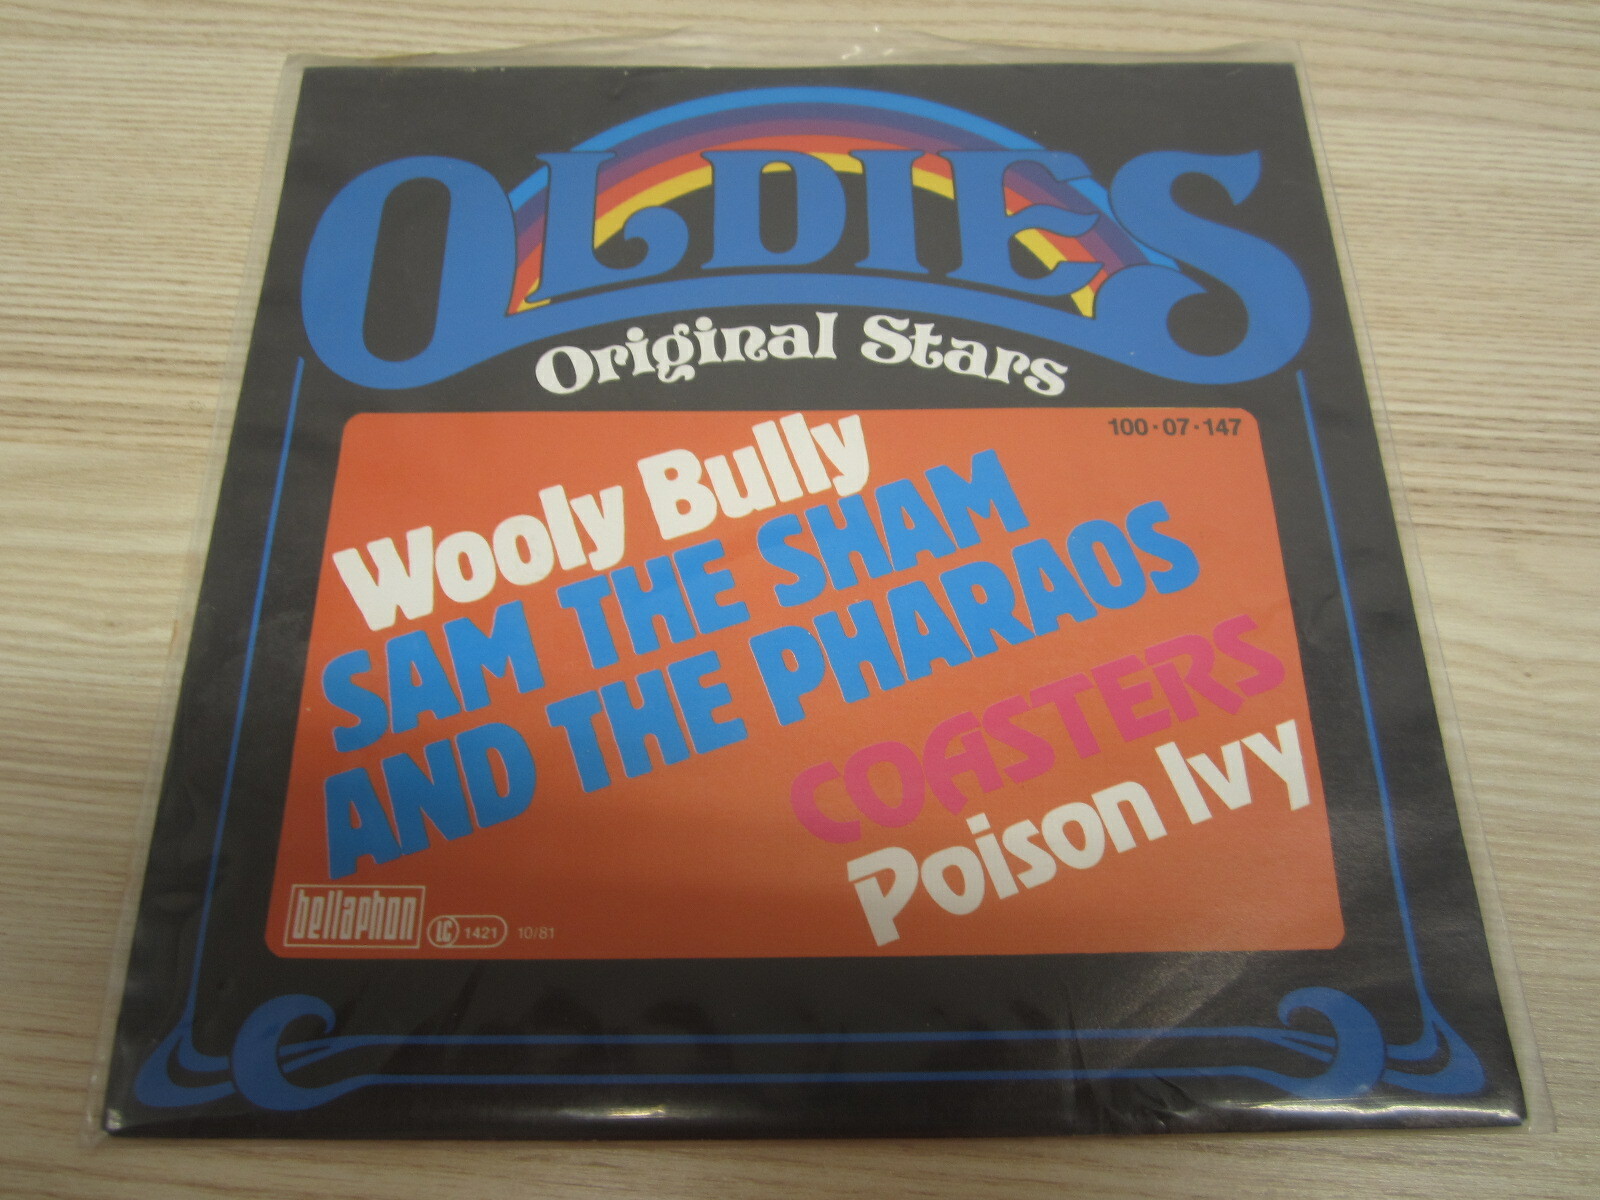 OLDIES
Original Stars
100·07·147
Wooly Bully
SAM THE SHAM
AND THE PHARAOS
COASTERS
Poison Ivy
bellaphon LC 1421 10/81